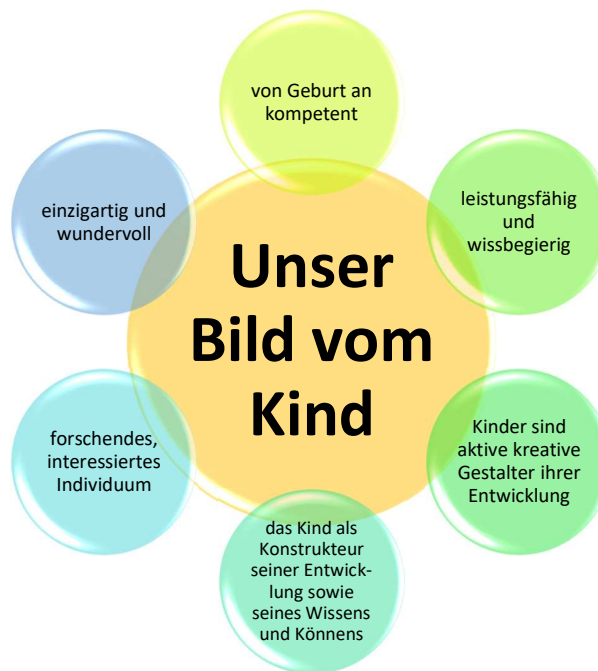 von Geburt an
kompetent
leistungsfähig
und
wissbegierig
Kinder sind
aktive kreative
Gestalter ihrer
Entwicklung
das Kind als
Konstrukteur
seiner Entwick-
lung sowie
seines Wissens
und Könnens
forschendes,
interessiertes
Individuum
einzigartig und
wundervoll
Unser
Bild vom
Kind